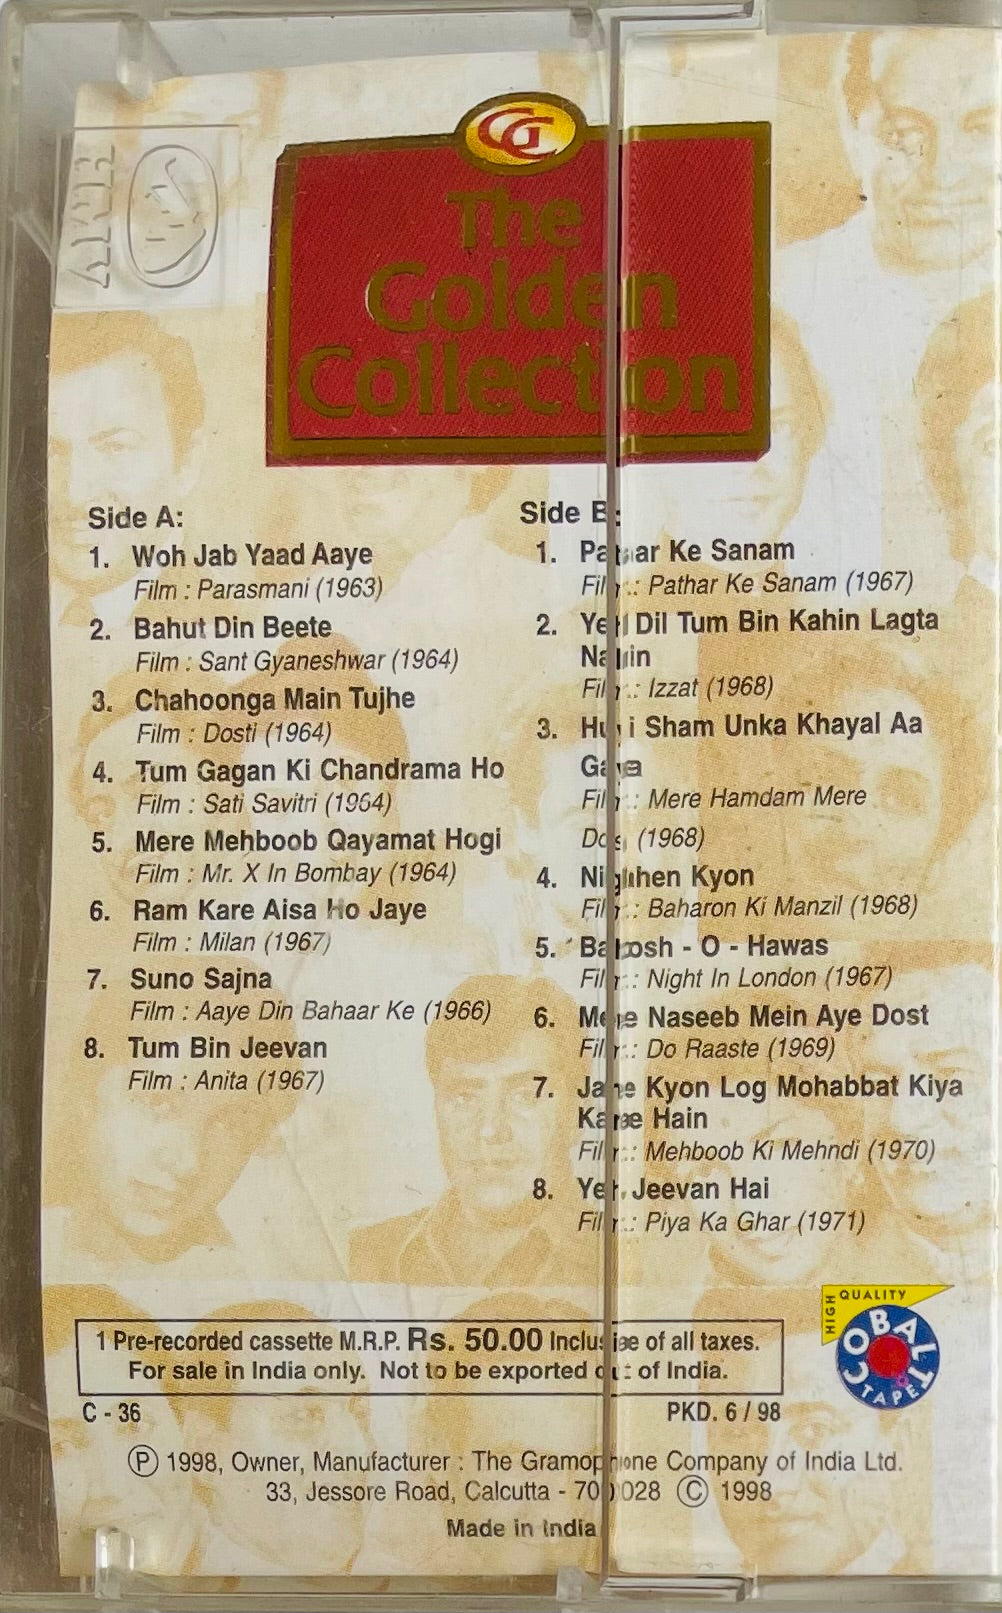 GC
The
Golden
Collection
Side A:
1. Woh Jab Yaad Aaye
Film : Parasmani (1963)
2. Bahut Din Beete
Film : Sant Gyaneshwar (1964)
3. Chahoonga Main Tujhe
Film : Dosti (1964)
4. Tum Gagan Ki Chandrama Ho
Film : Sati Savitri (1964)
5. Mere Mehboob Qayamat Hogi
Film : Mr. X In Bombay (1964)
6. Ram Kare Aisa Ho Jaye
Film : Milan (1967)
7. Suno Sajna
Film : Aaye Din Bahaar Ke (1966)
8. Tum Bin Jeevan
Film : Anita (1967)
Side B:
1. Pathar Ke Sanam
Film : Pathar Ke Sanam (1967)
2. Yeh Dil Tum Bin Kahin Lagta
Nahin
Film : Izzat (1968)
3. Hui Sham Unka Khayal Aa
Gaya
Film : Mere Hamdam Mere
Dost (1968)
4. Nigahen Kyon
Film : Baharon Ki Manzil (1968)
5. Bahosh - O - Hawas
Film : Night In London (1967)
6. Mere Naseeb Mein Aye Dost
Film : Do Raaste (1969)
7. Jane Kyon Log Mohabbat Kiya
Karte Hain
Film : Mehboob Ki Mehndi (1970)
8. Yeh Jeevan Hai
Film : Piya Ka Ghar (1971)
1 Pre-recorded cassette M.R.P. Rs. 50.00 Inclusive of all taxes.
For sale in India only. Not to be exported out of India.
C - 36 PKD. 6 / 98
HIGH QUALITY
COBALT
TAPE
Ⓟ 1998, Owner, Manufacturer : The Gramophone Company of India Ltd.
33, Jessore Road, Calcutta - 700 028 © 1998
Made in India